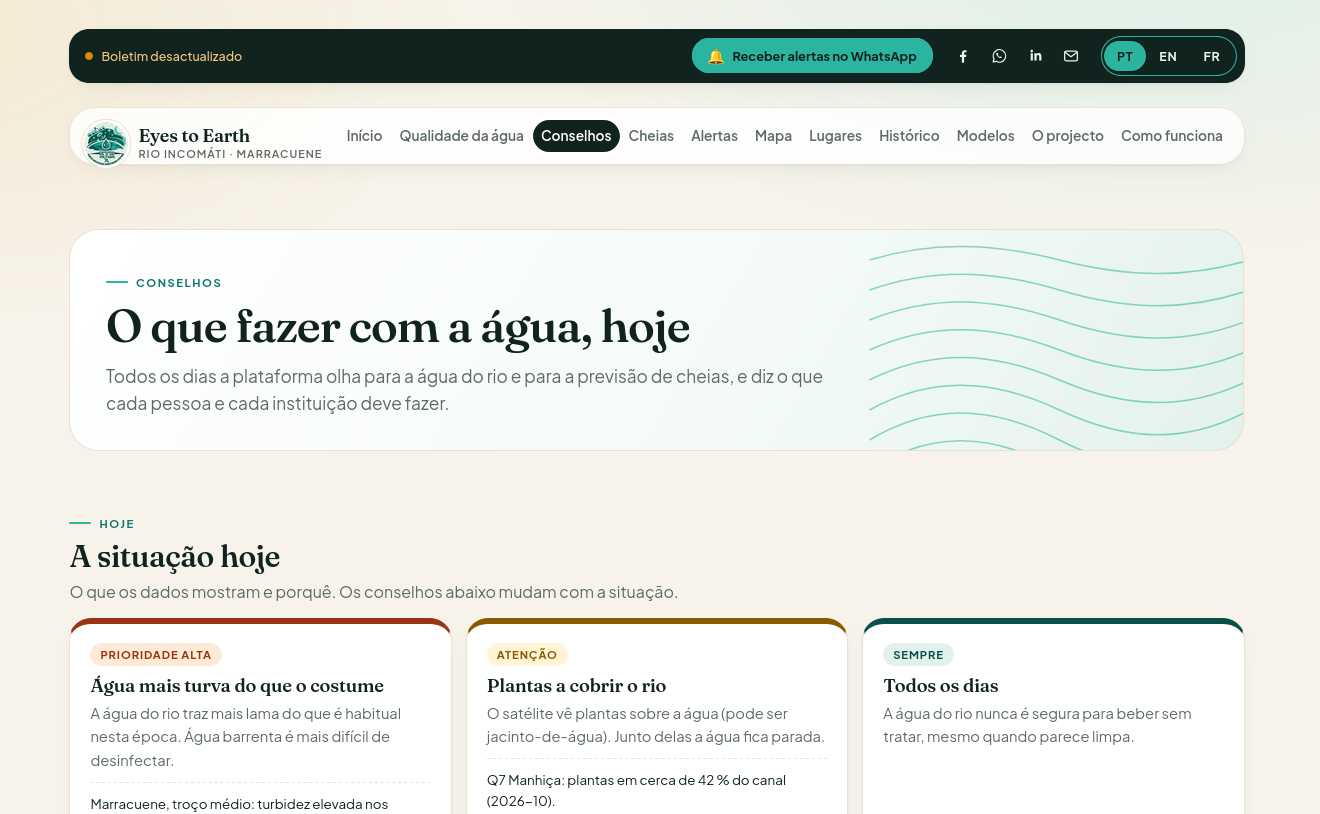 Boletim desactualizado
Receber alertas no WhatsApp
PT EN FR
Eyes to Earth
RIO INCOMÁTI · MARRACUENE
Início Qualidade da água Conselhos Cheias Alertas Mapa Lugares Histórico Modelos O projecto Como funciona
CONSELHOS
O que fazer com a água, hoje
Todos os dias a plataforma olha para a água do rio e para a previsão de cheias, e diz o que
cada pessoa e cada instituição deve fazer.
HOJE
A situação hoje
O que os dados mostram e porquê. Os conselhos abaixo mudam com a situação.
PRIORIDADE ALTA
Água mais turva do que o costume
A água do rio traz mais lama do que é habitual
nesta época. Água barrenta é mais difícil de
desinfectar.
Marracuene, troço médio: turbidez elevada nos
ATENÇÃO
Plantas a cobrir o rio
O satélite vê plantas sobre a água (pode ser
jacinto-de-água). Junto delas a água fica parada.
Q7 Manhiça: plantas em cerca de 42 % do canal
(2026–10).
SEMPRE
Todos os dias
A água do rio nunca é segura para beber sem
tratar, mesmo quando parece limpa.